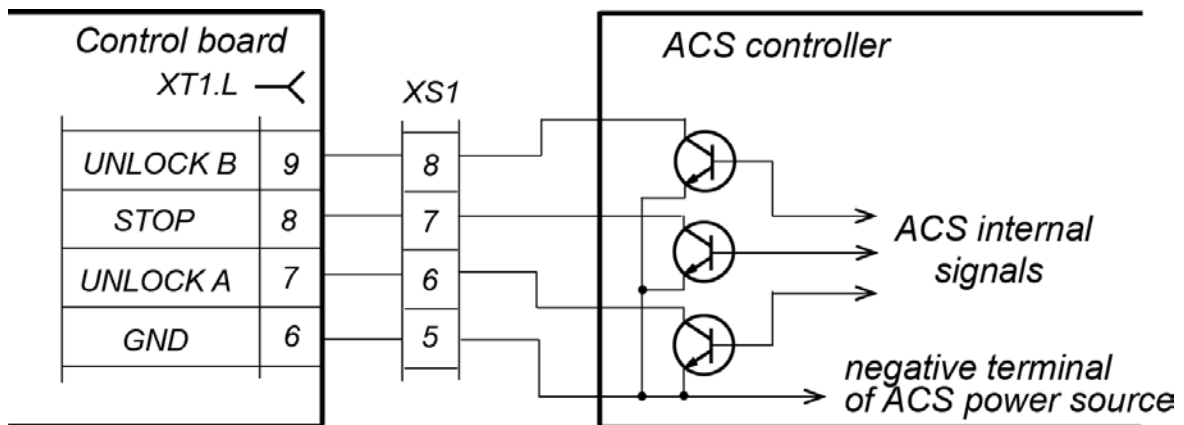 Control board
ACS controller
XT1.L
XS1
UNLOCK B 9 8
STOP 8 7
UNLOCK A 7 6
GND 6 5
ACS internal
signals
negative terminal
of ACS power source